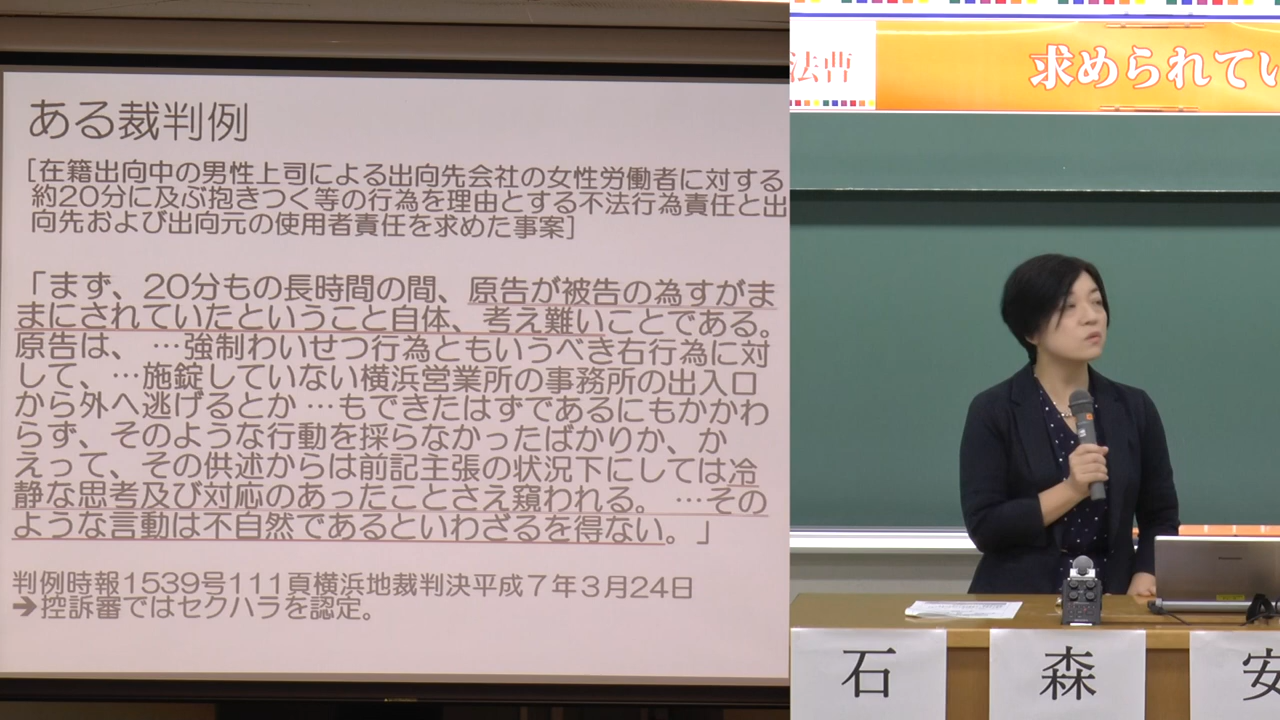 ある裁判例
[在籍出向中の男性上司による出向先会社の女性労働者に対する
約20分に及ぶ抱きつく等の行為を理由とする不法行為責任と出
向先および出向元の使用者責任を求めた事案]
「まず、20分もの長時間の間、原告が被告の為すがま
まにされていたということ自体、考え難いことである。
原告は、…強制わいせつ行為ともいうべき右行為に対
して、…施錠していない横浜営業所の事務所の出入口
から外へ逃げるとか…もできたはずであるにもかかわ
らず、そのような行動を採らなかったばかりか、か
えって、その供述からは前記主張の状況下にしては冷
静な思考及び対応のあったことさえ窺われる。…その
ような言動は不自然であるといわざるを得ない。」
判例時報1539号111頁横浜地裁判決平成7年3月24日
➔控訴審ではセクハラを認定。
法曹
求められてい
石
森
安